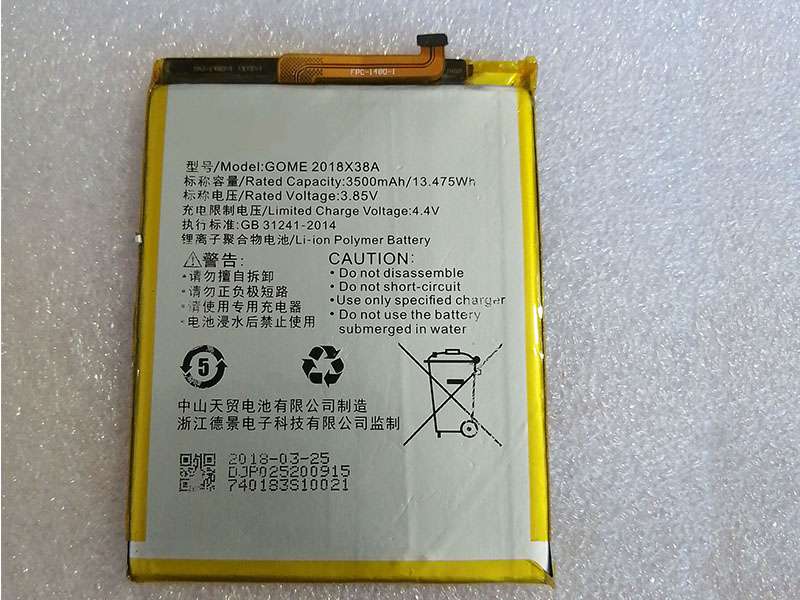 FPC-1400-1
型号/Model:GOME 2018X38A
标称容量/Rated Capacity:3500mAh/13.475Wh
标称电压/Rated Voltage:3.85V
充电限制电压/Limited Charge Voltage:4.4V
执行标准:GB 31241-2014
锂离子聚合物电池/Li-ion Polymer Battery
警告:
•请勿擅自拆卸
•请勿正负极短路
•请使用专用充电器
•电池浸水后禁止使用
CAUTION:
• Do not disassemble
• Do not short-circuit
•Use only specified charger
• Do not use the battery
submerged in water
5
中山天贸电池有限公司制造
浙江德景电子科技有限公司监制
2018-03-25
DJP025200915
740183S10021